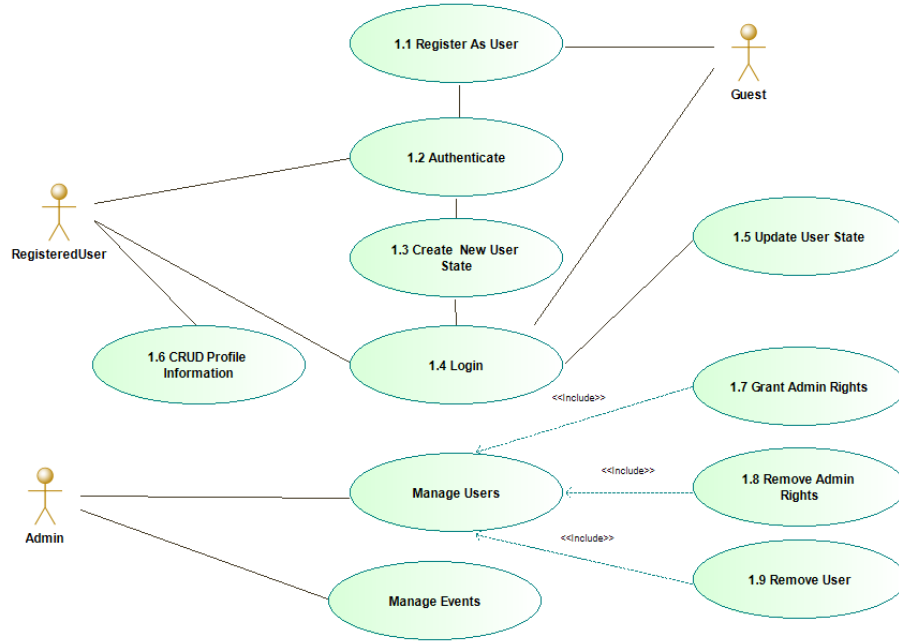 1.1 Register As User
Guest
1.2 Authenticate
RegisteredUser
1.3 Create New User
State
1.5 Update User State
1.6 CRUD Profile
Information
1.4 Login
1.7 Grant Admin Rights
<<Include>>
Admin
Manage Users
<<Include>>
1.8 Remove Admin
Rights
<<Include>>
1.9 Remove User
Manage Events